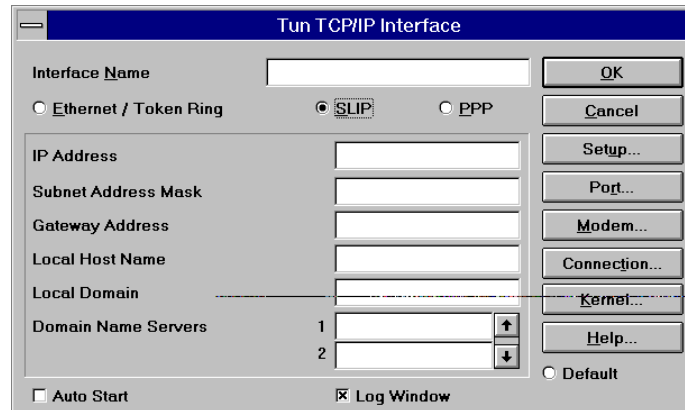 Tun TCP/IP Interface
Interface Name
OK
Ethernet / Token Ring SLIP PPP
Cancel
IP Address
Setup...
Subnet Address Mask
Port...
Gateway Address
Modem...
Local Host Name
Connection...
Local Domain
Kernel...
Domain Name Servers 1
2
Help...
Default
Auto Start Log Window